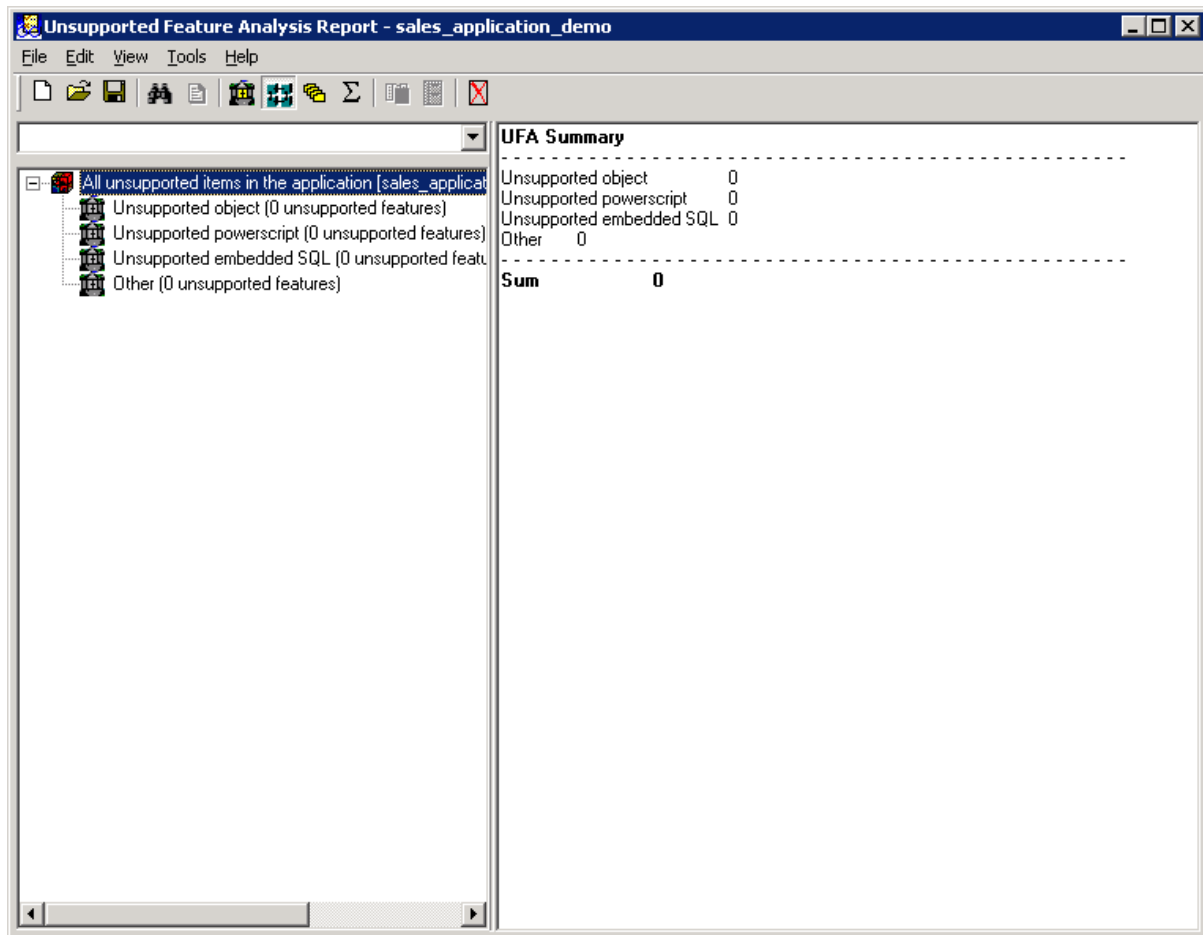 Unsupported Feature Analysis Report - sales_application_demo
File Edit View Tools Help
All unsupported items in the application [sales_applicat
Unsupported object (0 unsupported features)
Unsupported powerscript (0 unsupported features)
Unsupported embedded SQL (0 unsupported featu
Other (0 unsupported features)
UFA Summary
Unsupported object 0
Unsupported powerscript 0
Unsupported embedded SQL 0
Other 0
Sum 0